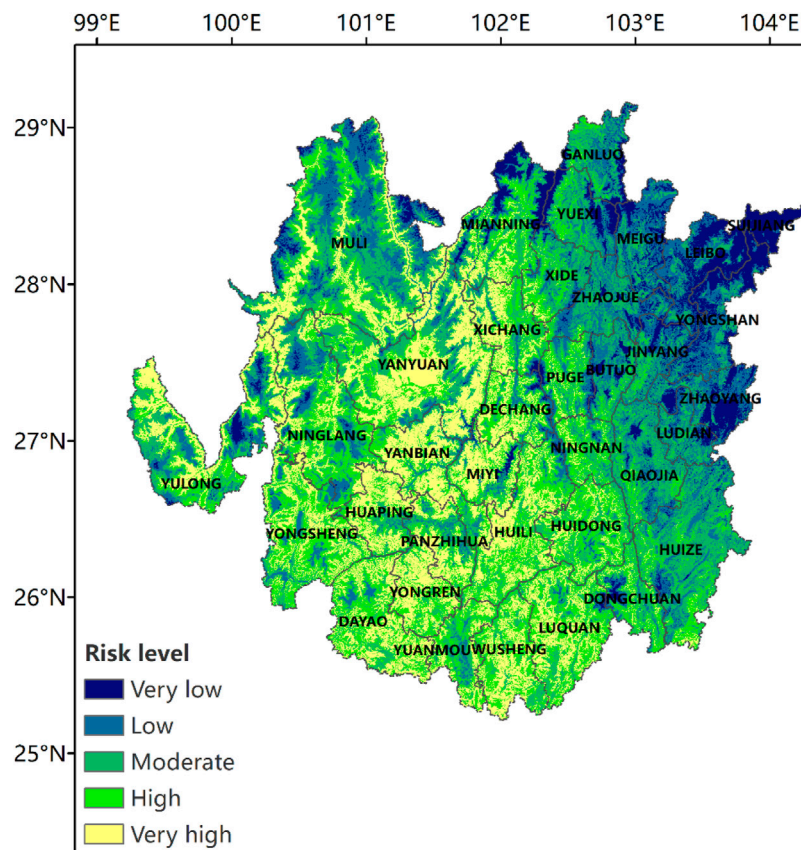 99°E 100°E 101°E 102°E 103°E 104°E
29°N
28°N
27°N
26°N
25°N
GANLUO
YUEXI
MIANNING
SUIJIANG
MEIGU
MULI
LEIBO
XIDE
ZHAOJUE
YONGSHAN
XICHANG
JINYANG
YANYUAN
BUTUO
PUGE
ZHAOYANG
DECHANG
LUDIAN
NINGLANG
NINGNAN
YANBIAN
MIYI
QIAOJIA
YULONG
HUAPING
HUIDONG
YONGSHENG
HUILI
PANZHIHUA
HUIZE
YONGREN
DONGCHUAN
DAYAO
LUQUAN
YUANMOU
WUSHENG
Risk level
Very low
Low
Moderate
High
Very high